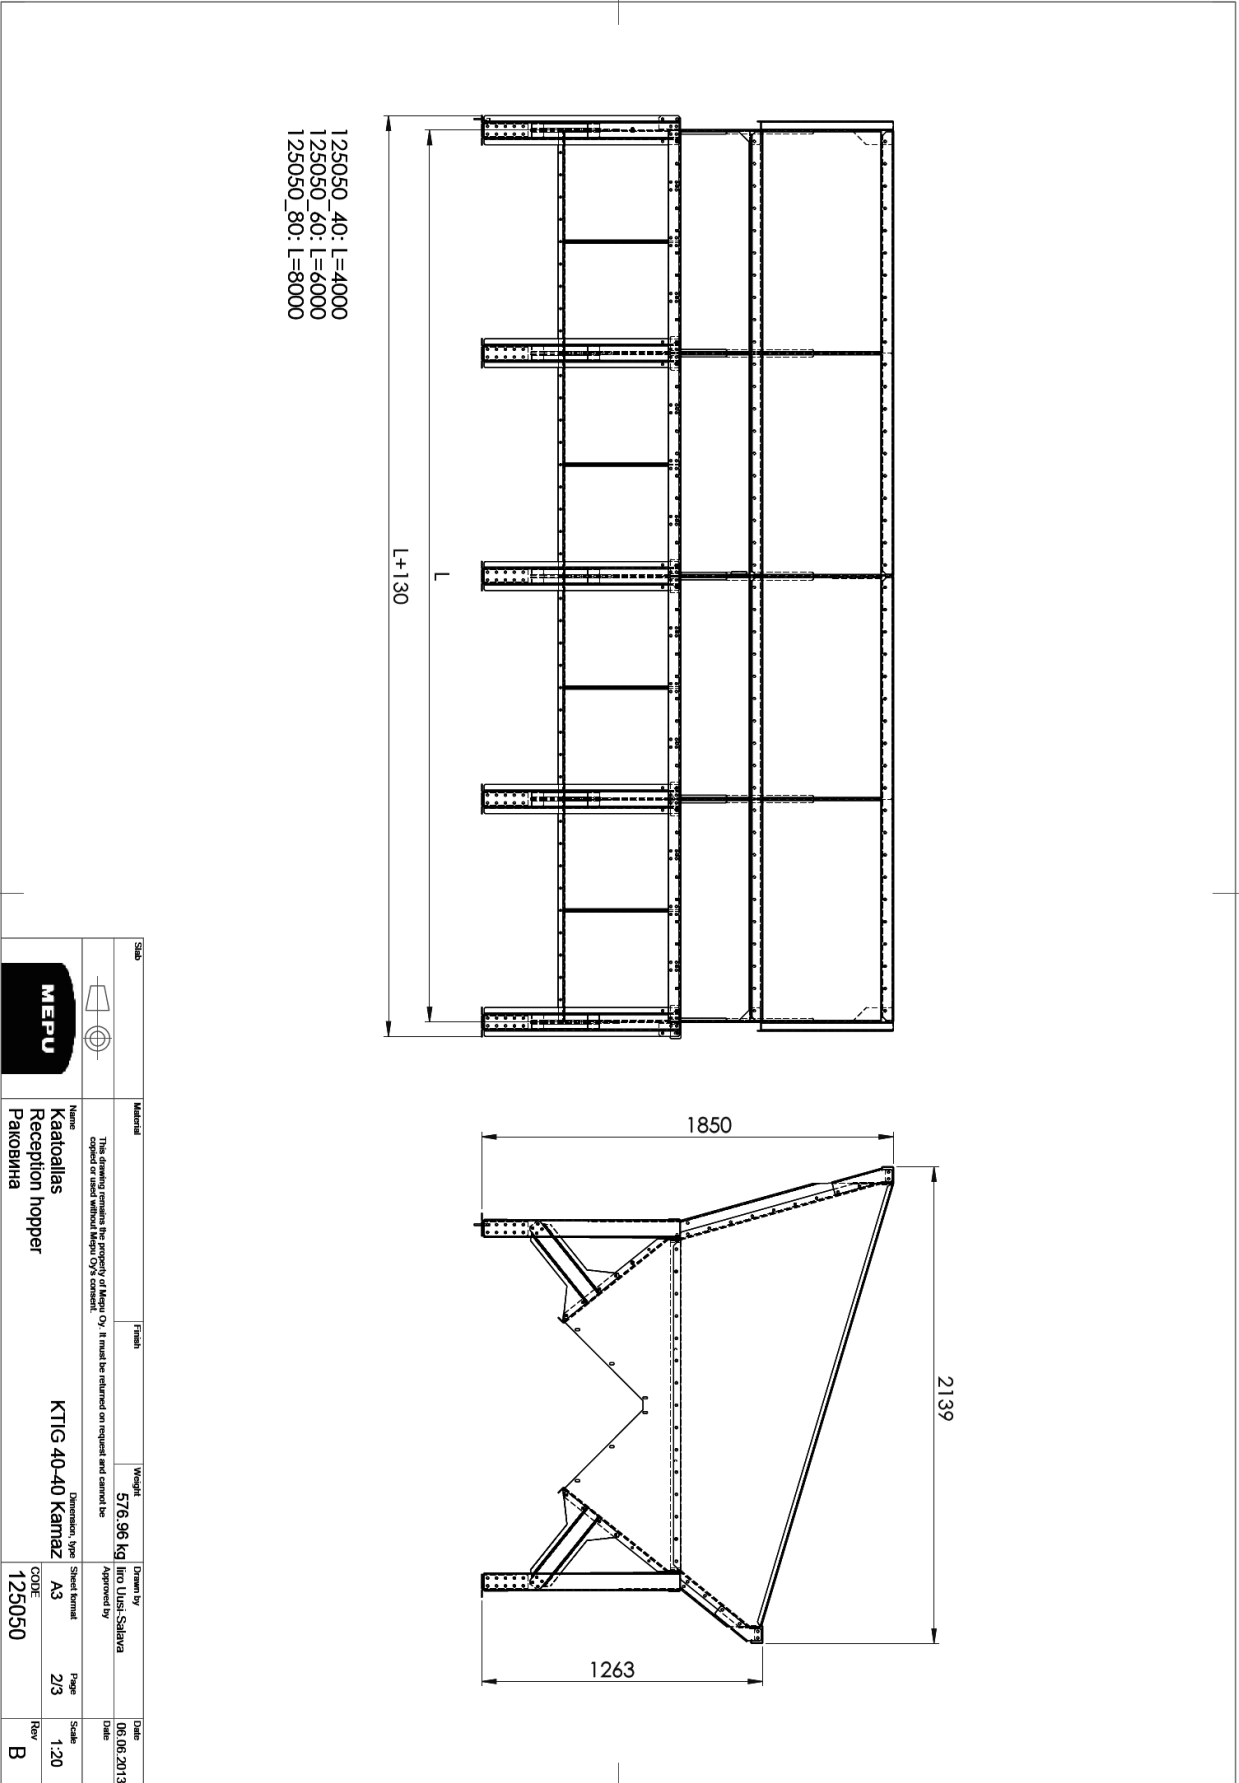 1850
2139
1263
L
L+130
125050_40: L=4000
125050_60: L=6000
125050_80: L=8000
Slab
Material
Finish
Weight
576.96 kg
Drawn by
Iiro Uusi-Salava
Date
06.06.2013
This drawing remains the property of Mepu Oy. It must be returned on request and cannot be
copied or used without Mepu Oy's consent.
Approved by
Date
MEPU
Name
Kaatoallas
Reception hopper
Раковина
Dimension, type
KTIG 40-40 Kamaz
Sheet format
A3
Page
2/3
Scale
1:20
CODE
125050
Rev
B